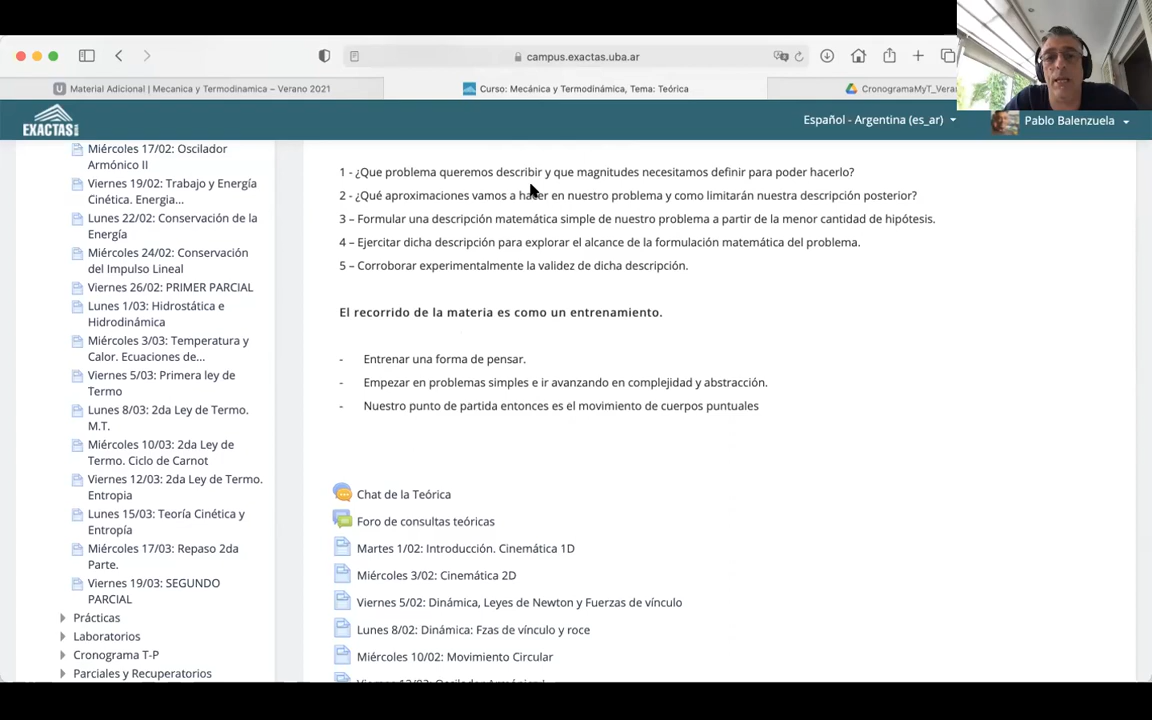 campus.exactas.uba.ar
Material Adicional | Mecanica y Termodinamica – Verano 2021
Curso: Mecánica y Termodinámica, Tema: Teórica
CronogramaMyT_Vera
EXACTAS
Español - Argentina (es_ar)
Pablo Balenzuela
Miércoles 17/02: Oscilador
Armónico II
Viernes 19/02: Trabajo y Energía
Cinética. Energia...
Lunes 22/02: Conservación de la
Energía
Miércoles 24/02: Conservación
del Impulso Lineal
Viernes 26/02: PRIMER PARCIAL
Lunes 1/03: Hidrostática e
Hidrodinámica
Miércoles 3/03: Temperatura y
Calor. Ecuaciones de...
Viernes 5/03: Primera ley de
Termo
Lunes 8/03: 2da Ley de Termo.
M.T.
Miércoles 10/03: 2da Ley de
Termo. Ciclo de Carnot
Viernes 12/03: 2da Ley de Termo.
Entropia
Lunes 15/03: Teoría Cinética y
Entropía
Miércoles 17/03: Repaso 2da
Parte.
Viernes 19/03: SEGUNDO
PARCIAL
Prácticas
Laboratorios
Cronograma T-P
Parciales y Recuperatorios
1 - ¿Que problema queremos describir y que magnitudes necesitamos definir para poder hacerlo?
2 - ¿Qué aproximaciones vamos a hacer en nuestro problema y como limitarán nuestra descripción posterior?
3 – Formular una descripción matemática simple de nuestro problema a partir de la menor cantidad de hipótesis.
4 – Ejercitar dicha descripción para explorar el alcance de la formulación matemática del problema.
5 – Corroborar experimentalmente la validez de dicha descripción.
El recorrido de la materia es como un entrenamiento.
- Entrenar una forma de pensar.
- Empezar en problemas simples e ir avanzando en complejidad y abstracción.
- Nuestro punto de partida entonces es el movimiento de cuerpos puntuales
Chat de la Teórica
Foro de consultas teóricas
Martes 1/02: Introducción. Cinemática 1D
Miércoles 3/02: Cinemática 2D
Viernes 5/02: Dinámica, Leyes de Newton y Fuerzas de vínculo
Lunes 8/02: Dinámica: Fzas de vínculo y roce
Miércoles 10/02: Movimiento Circular